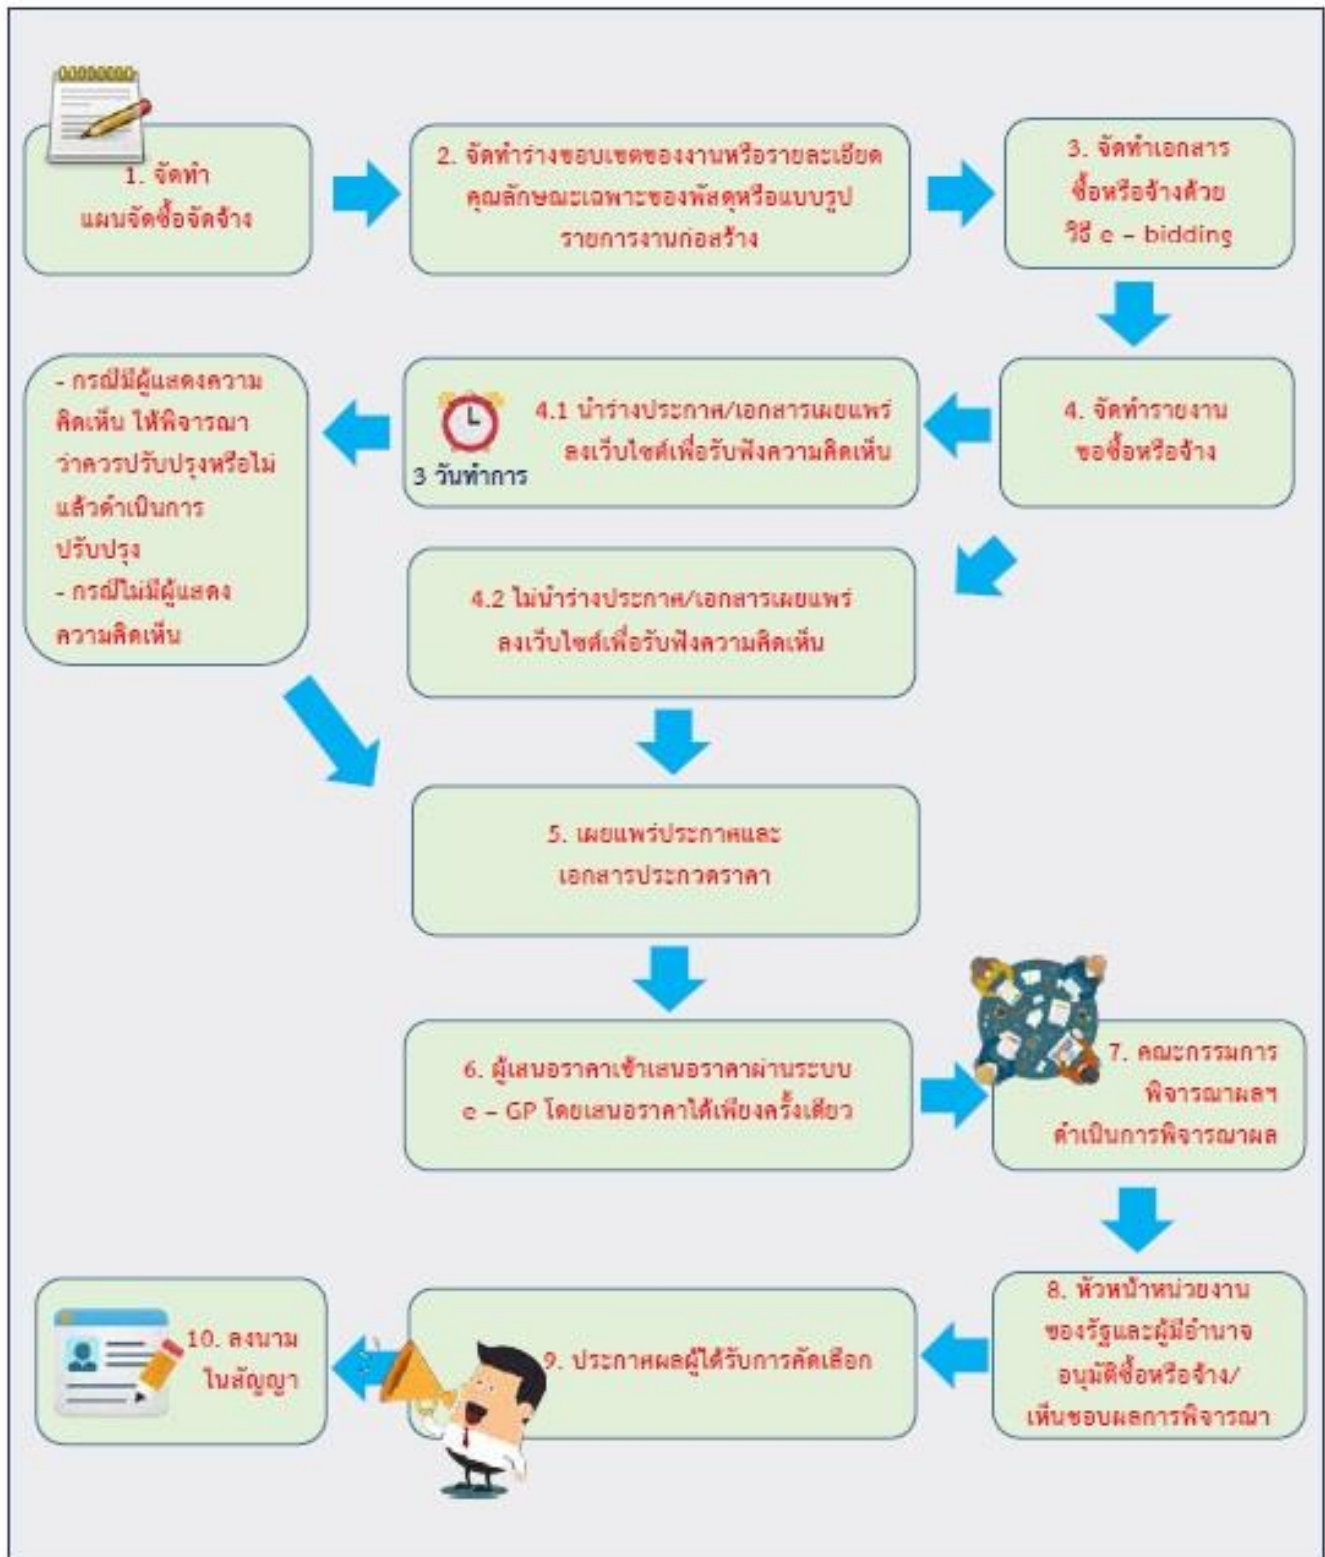 1. จัดทำ
แผนจัดซื้อจัดจ้าง
2. จัดทำร่างขอบเขตของงานหรือรายละเอียด
คุณลักษณะเฉพาะของพัสดุหรือแบบรูป
รายการงานก่อสร้าง
3. จัดทำเอกสาร
ซื้อหรือจ้างด้วย
วิธี e – bidding
4. จัดทำรายงาน
ขอซื้อหรือจ้าง
4.1 นำร่างประกาศ/เอกสารเผยแพร่
ลงเว็บไซต์เพื่อรับฟังความคิดเห็น
3 วันทำการ
- กรณีมีผู้แสดงความ
คิดเห็น ให้พิจารณา
ว่าควรปรับปรุงหรือไม่
แล้วดำเนินการ
ปรับปรุง
- กรณีไม่มีผู้แสดง
ความคิดเห็น
4.2 ไม่นำร่างประกาศ/เอกสารเผยแพร่
ลงเว็บไซต์เพื่อรับฟังความคิดเห็น
5. เผยแพร่ประกาศและ
เอกสารประกวดราคา
6. ผู้เสนอราคาเข้าเสนอราคาผ่านระบบ
e – GP โดยเสนอราคาได้เพียงครั้งเดียว
7. คณะกรรมการ
พิจารณาผลฯ
ดำเนินการพิจารณาผล
8. หัวหน้าหน่วยงาน
ของรัฐและผู้มีอำนาจ
อนุมัติซื้อหรือจ้าง/
เห็นชอบผลการพิจารณา
9. ประกาศผลผู้ได้รับการคัดเลือก
10. ลงนาม
ในสัญญา